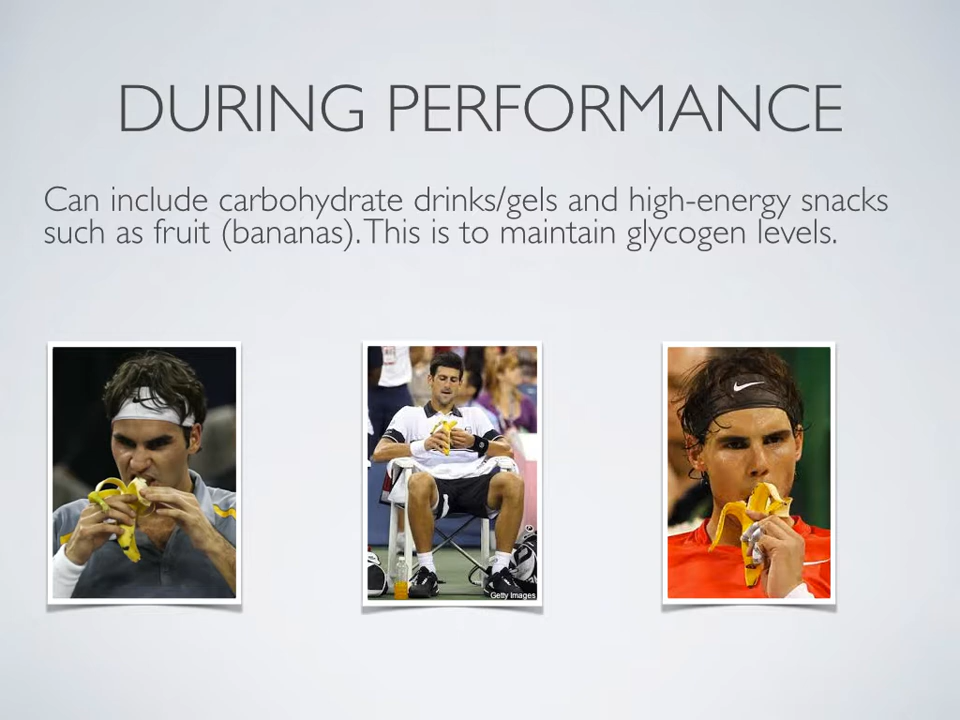 DURING PERFORMANCE
Can include carbohydrate drinks/gels and high-energy snacks
such as fruit (bananas). This is to maintain glycogen levels.
Getty Images